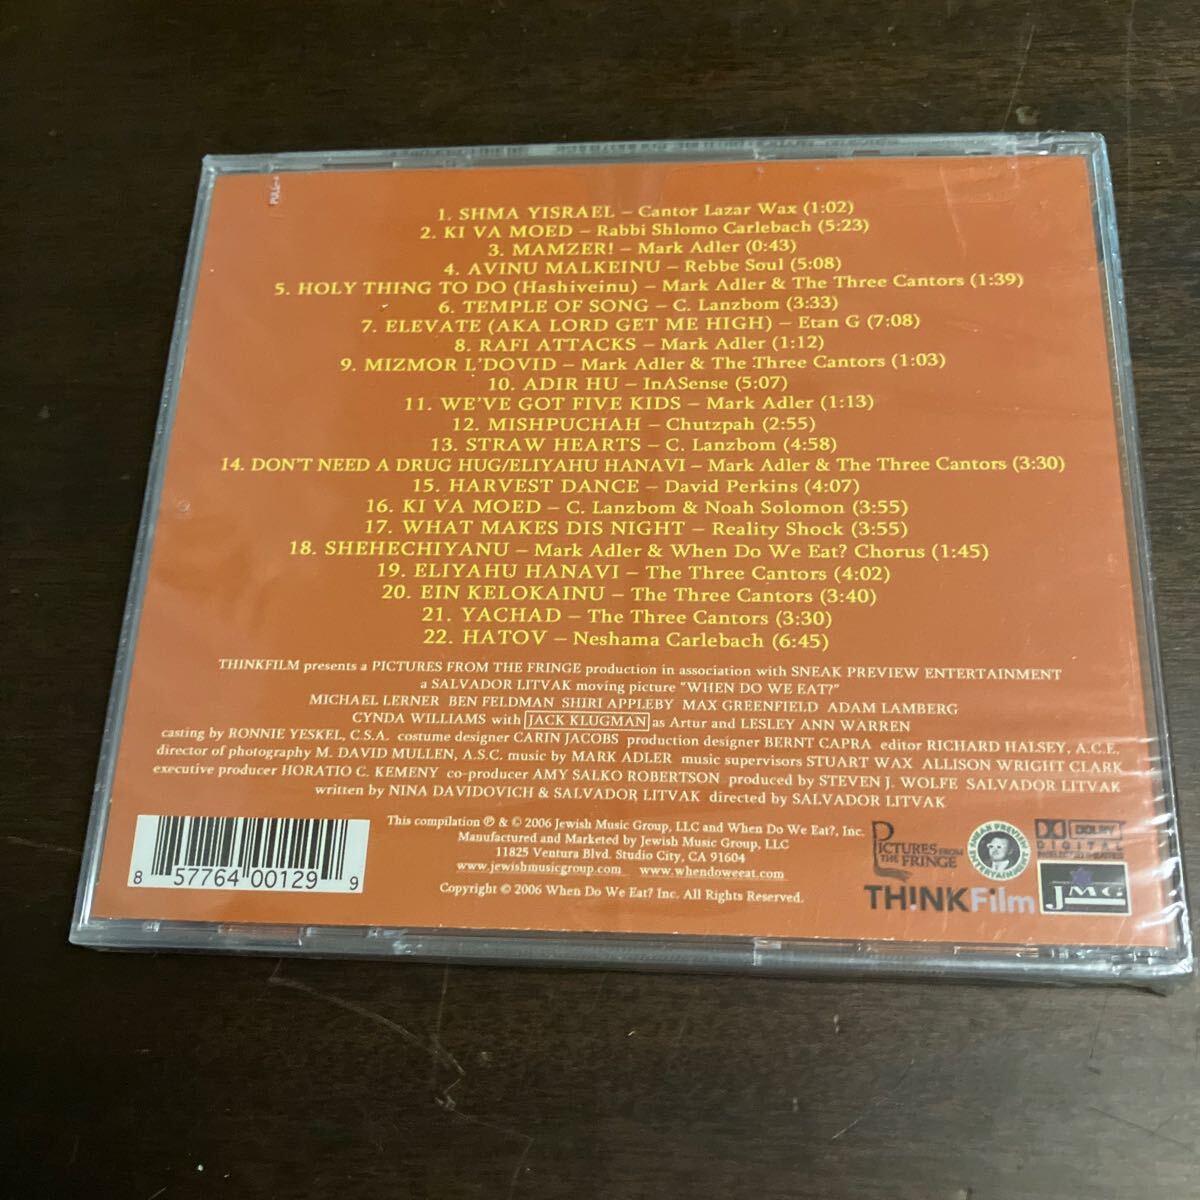 PULL
1. SHMA YISRAEL – Cantor Lazar Wax (1:02)
2. KI VA MOED – Rabbi Shlomo Carlebach (5:23)
3. MAMZER! – Mark Adler (0:43)
4. AVINU MALKEINU – Rebbe Soul (5:08)
5. HOLY THING TO DO (Hashiveinu) – Mark Adler & The Three Cantors (1:39)
6. TEMPLE OF SONG – C. Lanzbom (3:33)
7. ELEVATE (AKA LORD GET ME HIGH) – Etan G (7:08)
8. RAFI ATTACKS – Mark Adler (1:12)
9. MIZMOR L'DOVID – Mark Adler & The Three Cantors (1:03)
10. ADIR HU – InASense (5:07)
11. WE'VE GOT FIVE KIDS – Mark Adler (1:13)
12. MISHPUCHAH – Chutzpah (2:55)
13. STRAW HEARTS – C. Lanzbom (4:58)
14. DON'T NEED A DRUG HUG/ELIYAHU HANAVI – Mark Adler & The Three Cantors (3:30)
15. HARVEST DANCE – David Perkins (4:07)
16. KI VA MOED – C. Lanzbom & Noah Solomon (3:55)
17. WHAT MAKES DIS NIGHT – Reality Shock (3:55)
18. SHEHECHIYANU – Mark Adler & When Do We Eat? Chorus (1:45)
19. ELIYAHU HANAVI – The Three Cantors (4:02)
20. EIN KELOKAINU – The Three Cantors (3:40)
21. YACHAD – The Three Cantors (3:30)
22. HATOV – Neshama Carlebach (6:45)
THINKFILM presents a PICTURES FROM THE FRINGE production in association with SNEAK PREVIEW ENTERTAINMENT
a SALVADOR LITVAK moving picture "WHEN DO WE EAT?"
MICHAEL LERNER BEN FELDMAN SHIRI APPLEBY MAX GREENFIELD ADAM LAMBERG
CYNDA WILLIAMS with JACK KLUGMAN as Artur and LESLEY ANN WARREN
casting by RONNIE YESKEL, C.S.A. costume designer CARIN JACOBS production designer BERNT CAPRA editor RICHARD HALSEY, A.C.E.
director of photography M. DAVID MULLEN, A.S.C. music by MARK ADLER music supervisors STUART WAX ALLISON WRIGHT CLARK
executive producer HORATIO C. KEMENY co-producer AMY SALKO ROBERTSON produced by STEVEN J. WOLFE SALVADOR LITVAK
written by NINA DAVIDOVICH & SALVADOR LITVAK directed by SALVADOR LITVAK
This compilation ℗ & © 2006 Jewish Music Group, LLC and When Do We Eat?, Inc.
Manufactured and Marketed by Jewish Music Group, LLC
11825 Ventura Blvd. Studio City, CA 91604
www.jewishmusicgroup.com www.whendoweeat.com
Copyright © 2006 When Do We Eat? Inc. All Rights Reserved.
8 57764 00129 9
PICTURES FROM THE FRINGE
SNEAK PREVIEW ENTERTAINMENT
DOLBY
DIGITAL
TH!NKFilm
JMG